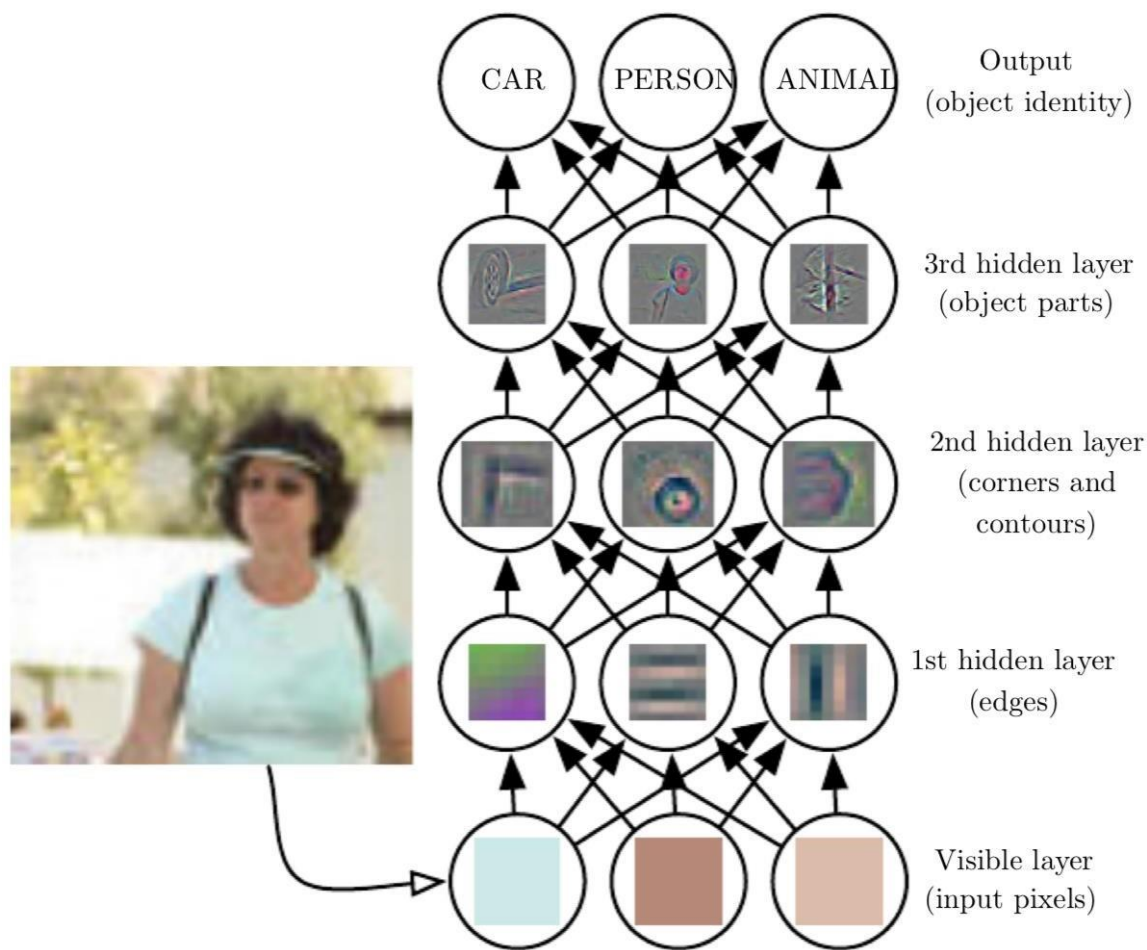 CAR PERSON ANIMAL
Output
(object identity)
3rd hidden layer
(object parts)
2nd hidden layer
(corners and
contours)
1st hidden layer
(edges)
Visible layer
(input pixels)